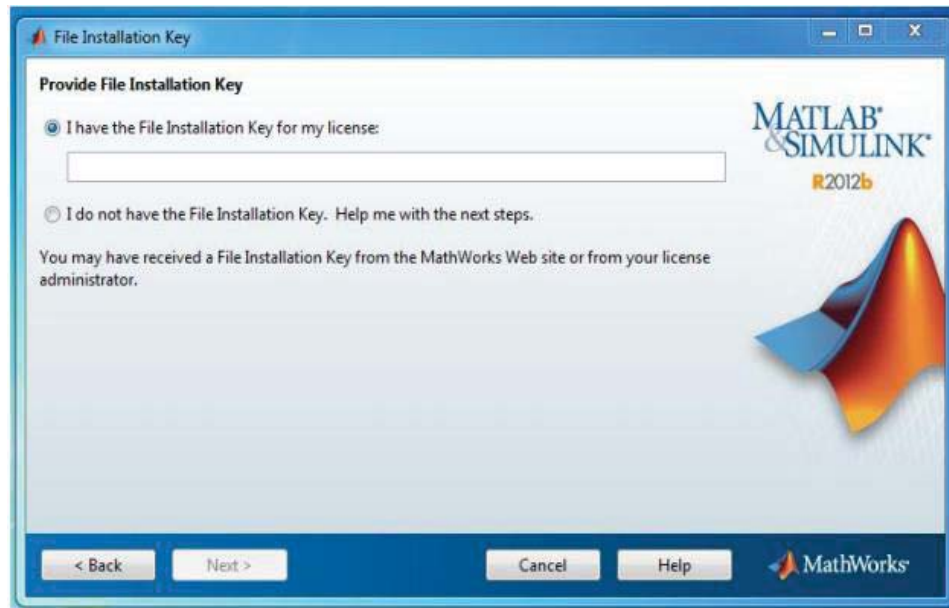 File Installation Key
Provide File Installation Key
I have the File Installation Key for my license:
I do not have the File Installation Key. Help me with the next steps.
You may have received a File Installation Key from the MathWorks Web site or from your license
administrator.
MATLAB®
&SIMULINK®
R2012b
< Back
Next >
Cancel
Help
MathWorks®